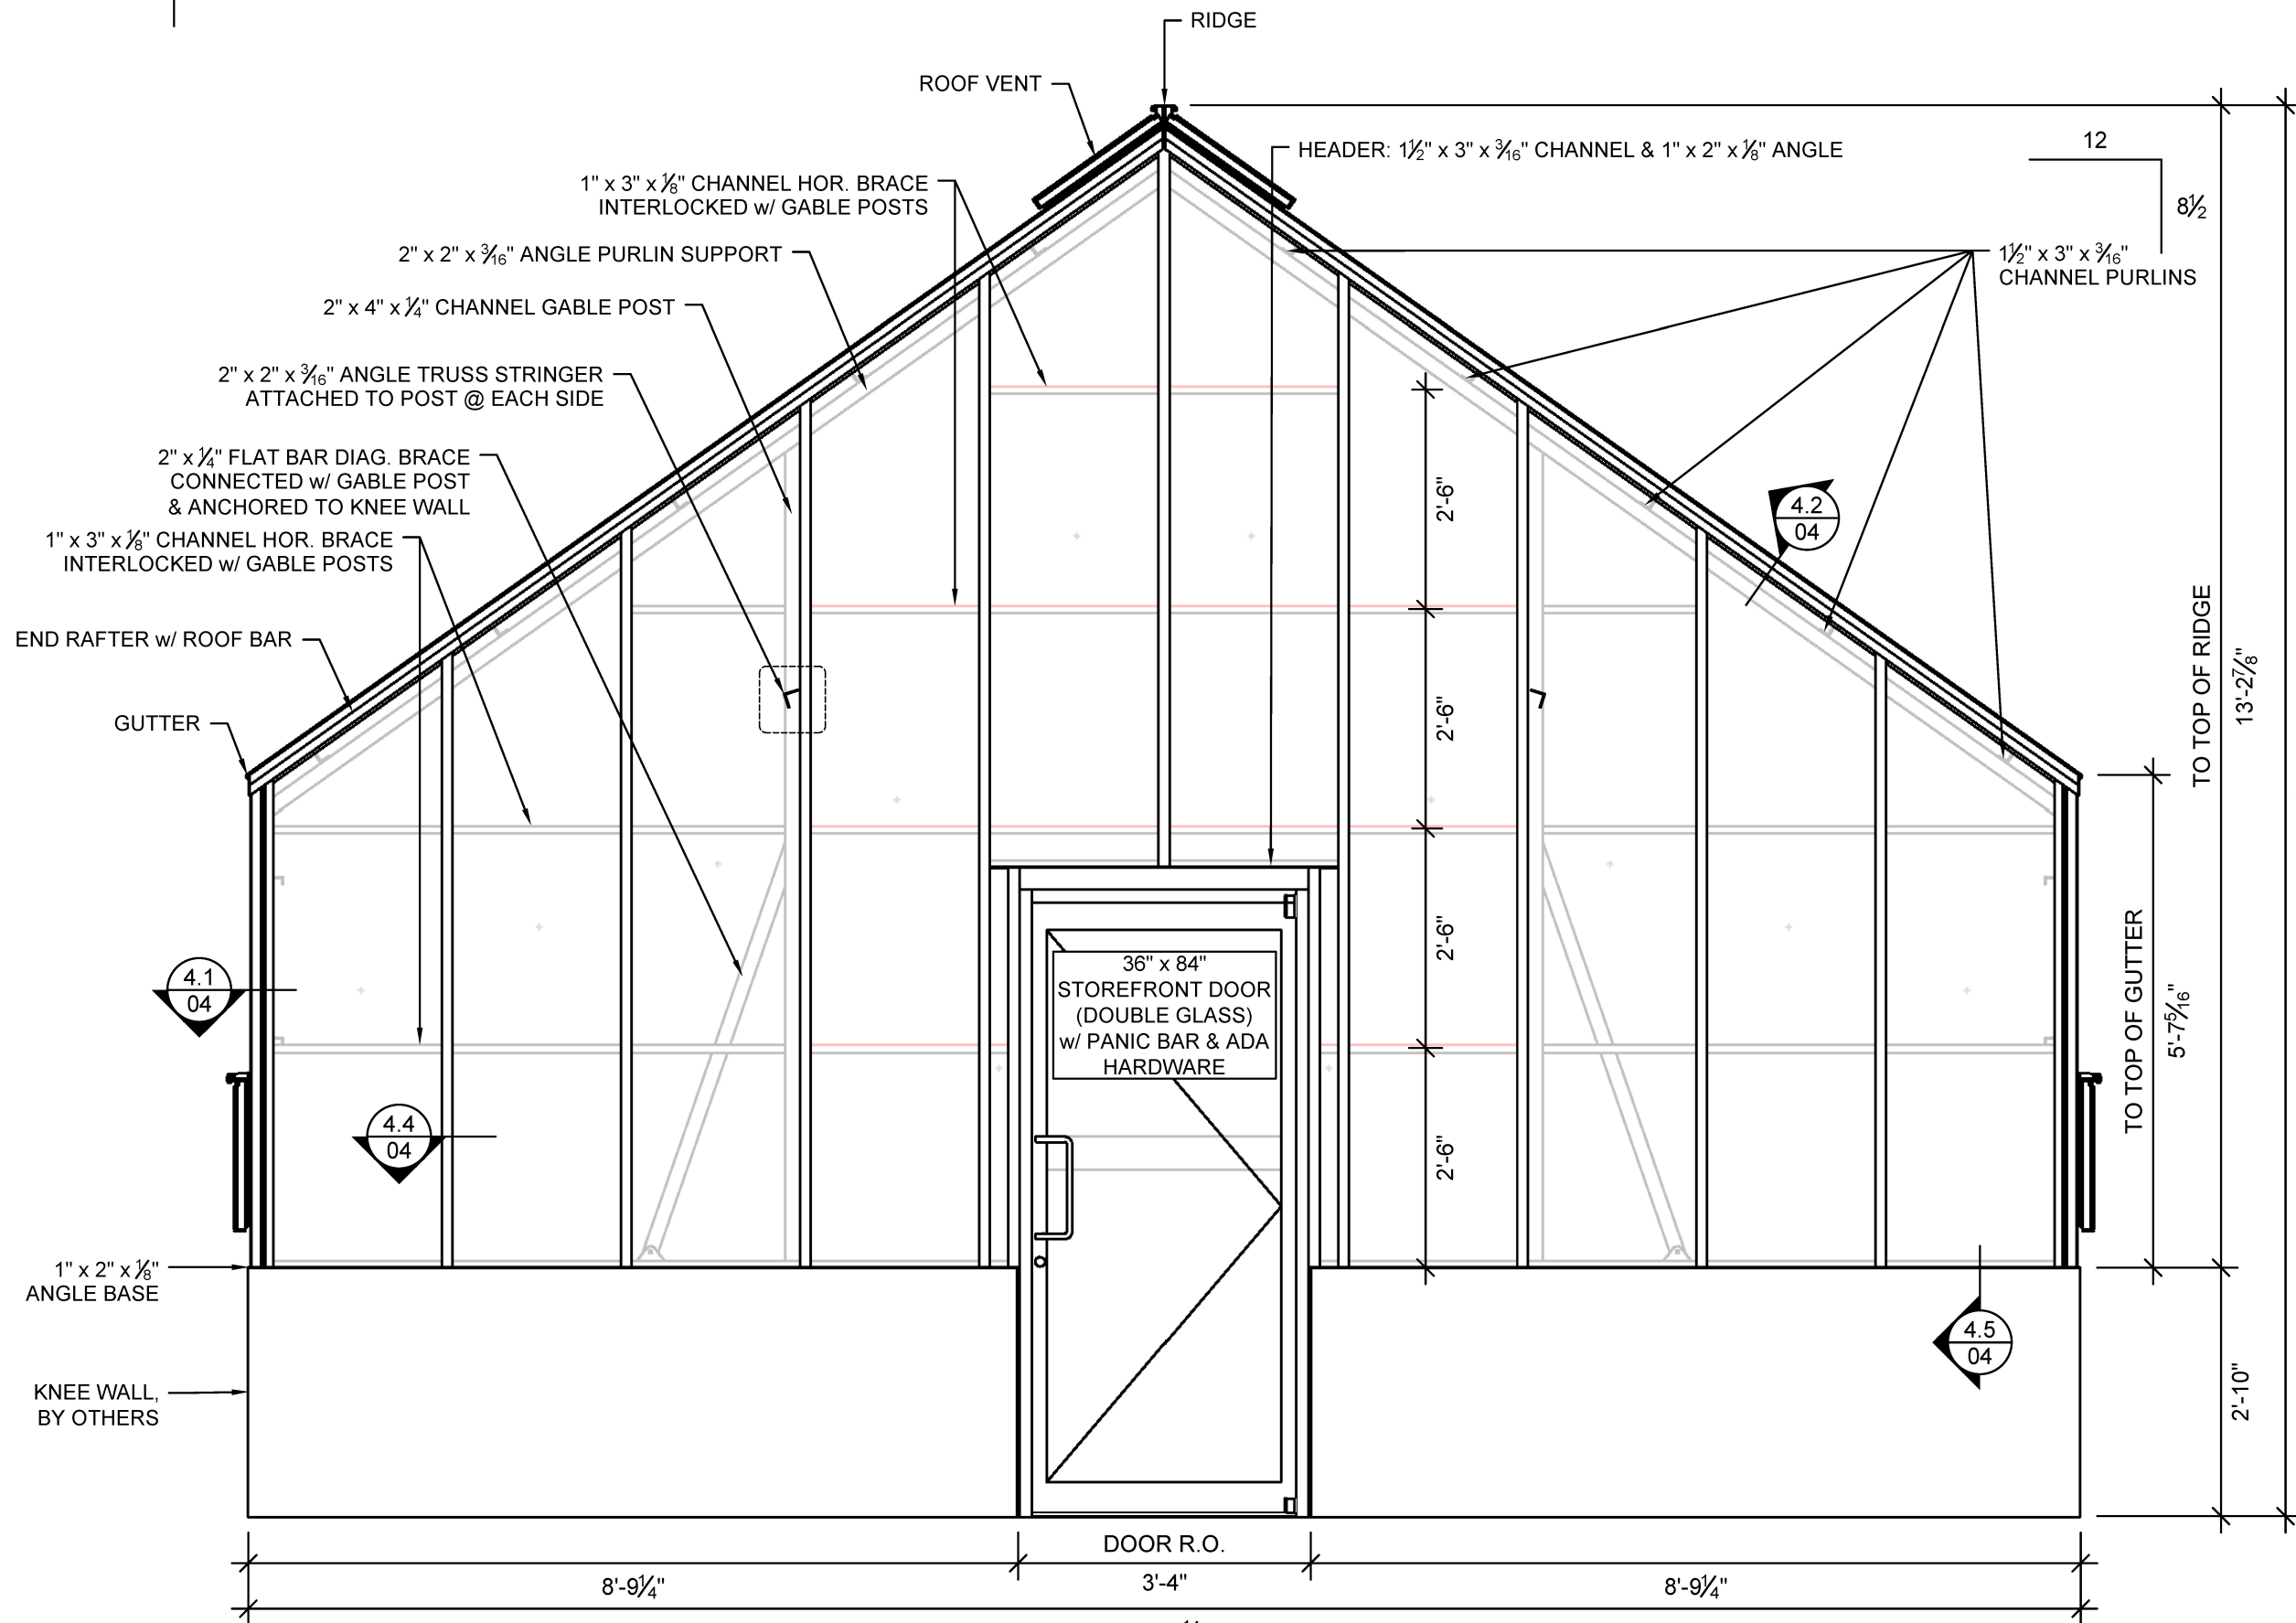 RIDGE
ROOF VENT
HEADER: 1½" x 3" x 3⁄16" CHANNEL & 1" x 2" x ⅛" ANGLE
12
8½
1" x 3" x ⅛" CHANNEL HOR. BRACE
INTERLOCKED w/ GABLE POSTS
2" x 2" x 3⁄16" ANGLE PURLIN SUPPORT
1½" x 3" x 3⁄16"
CHANNEL PURLINS
2" x 4" x ¼" CHANNEL GABLE POST
2" x 2" x 3⁄16" ANGLE TRUSS STRINGER
ATTACHED TO POST @ EACH SIDE
2" x ¼" FLAT BAR DIAG. BRACE
CONNECTED w/ GABLE POST
& ANCHORED TO KNEE WALL
1" x 3" x ⅛" CHANNEL HOR. BRACE
INTERLOCKED w/ GABLE POSTS
END RAFTER w/ ROOF BAR
GUTTER
2'-6"
2'-6"
2'-6"
2'-6"
4.2
04
TO TOP OF RIDGE
13'-2⅞"
TO TOP OF GUTTER
5'-7 5⁄16"
4.1
04
4.4
04
36" x 84"
STOREFRONT DOOR
(DOUBLE GLASS)
w/ PANIC BAR & ADA
HARDWARE
1" x 2" x ⅛"
ANGLE BASE
4.5
04
2'-10"
KNEE WALL,
BY OTHERS
DOOR R.O.
8'-9¼"
3'-4"
8'-9¼"